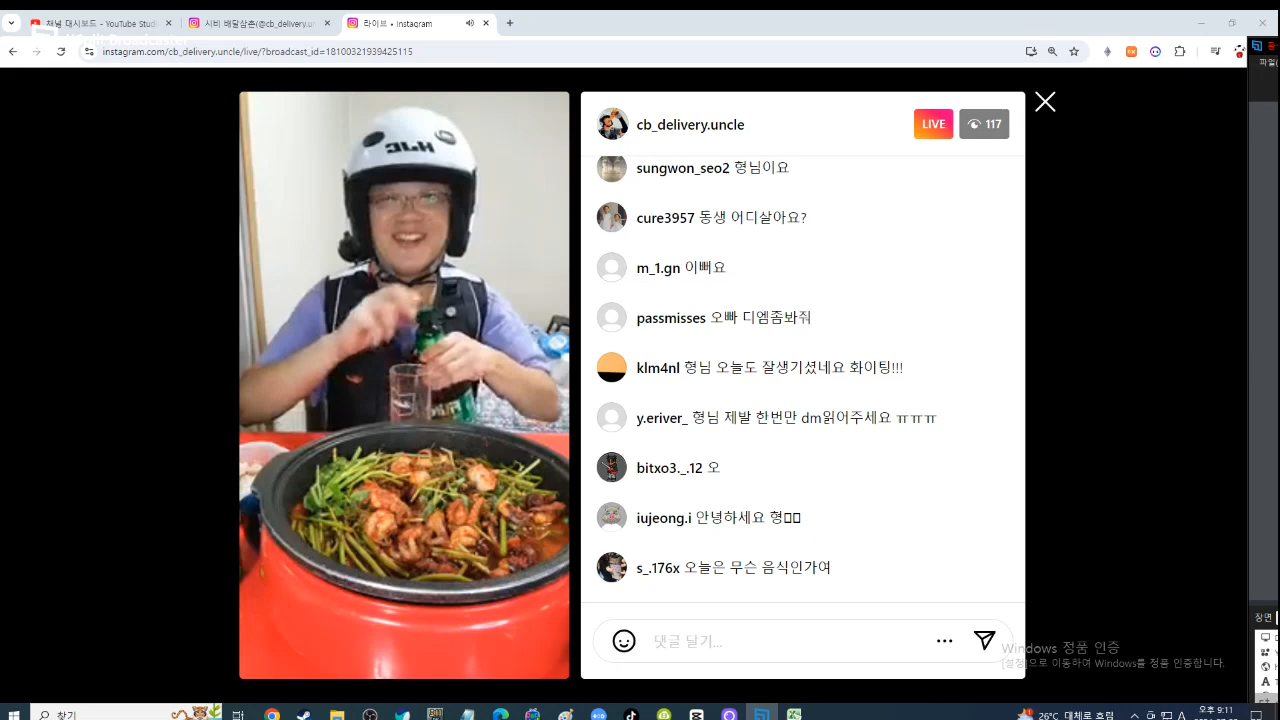 채널 대시보드 - YouTube Studi
시비 배달삼촌(@cb_delivery.u
라이브 • Instagram
instagram.com/cb_delivery.uncle/live/?broadcast_id=18100321939425115
파일(
cb_delivery.uncle
LIVE
117
sungwon_seo2 형님이요
cure3957 동생 어디살아요?
m_1.gn 이뻐요
passmisses 오빠 디엠좀봐줘
klm4nl 형님 오늘도 잘생기셨네요 화이팅!!!
y.eriver_ 형님 제발 한번만 dm읽어주세요 ㅠㅠㅠ
bitxo3._.12 오
iujeong.i 안녕하세요 형
s_.176x 오늘은 무슨 음식인가여
댓글 달기...
장면
Windows 정품 인증
[설정]으로 이동하여 Windows를 정품 인증합니다.
찾기
26°C 대체로 흐림
A
오후 9:11